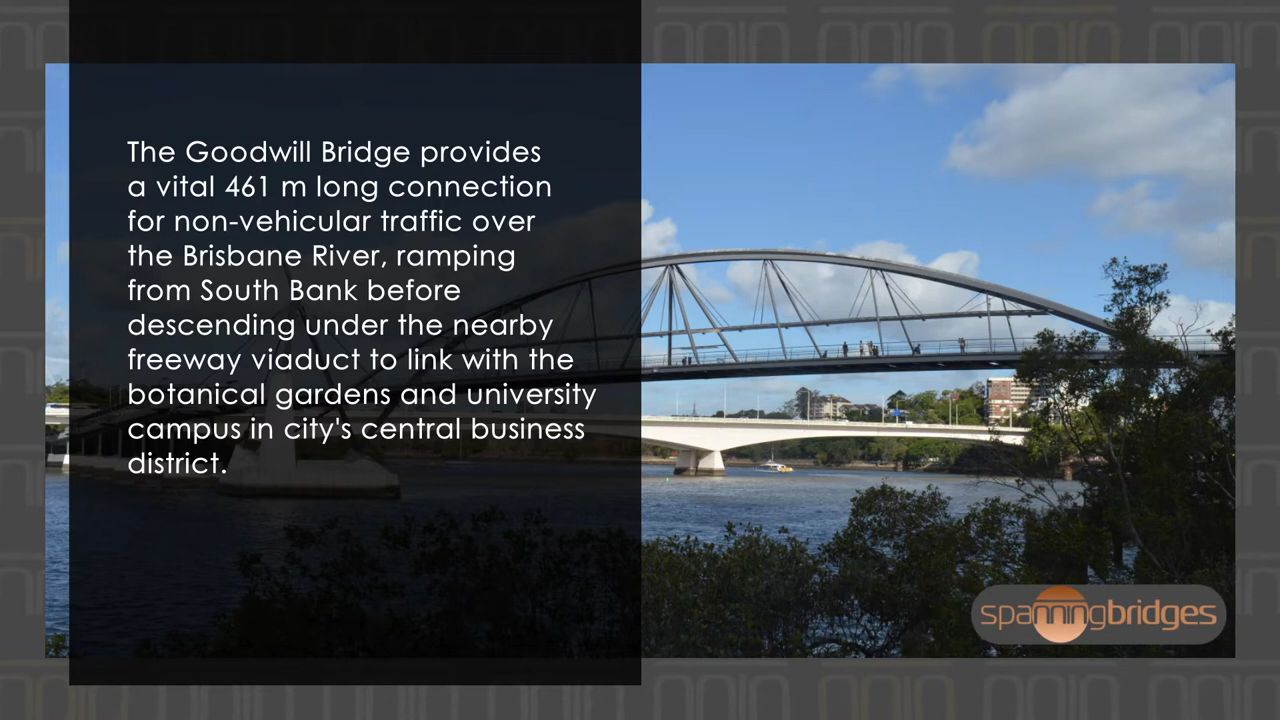 The Goodwill Bridge provides
a vital 461 m long connection
for non-vehicular traffic over
the Brisbane River, ramping
from South Bank before
descending under the nearby
freeway viaduct to link with the
botanical gardens and university
campus in city's central business
district.
spanningbridges